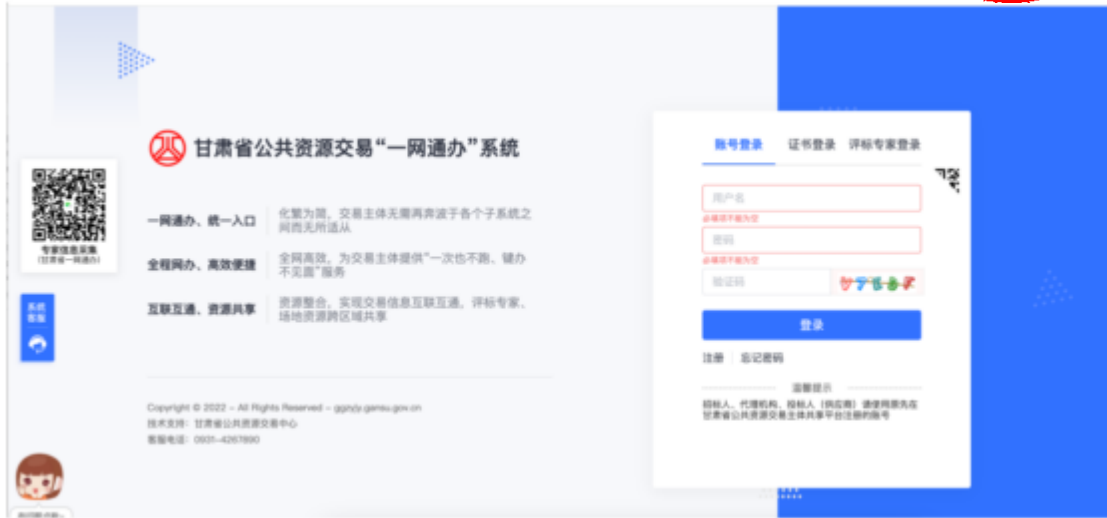 甘肃省公共资源交易“一网通办”系统
一网通办、统一入口
化繁为简，交易主体无需再奔波于各个子系统之
间而无所适从
全程网办、高效便捷
全网高效，为交易主体提供“一次也不跑、键办
不见面”服务
互联互通、资源共享
资源整合，实现交易信息互联互通，评标专家、
场地资源跨区域共享
Copyright © 2022 - All Rights Reserved - ggzyjy.gansu.gov.cn
技术支持：甘肃省公共资源交易中心
客服电话：0931-4267890
专家信息采集
(甘肃省一网通办)
系统
客服
账号登录 证书登录 评标专家登录
用户名
必填项不能为空
密码
必填项不能为空
验证码
登录
注册 忘记密码
温馨提示
招标人、代理机构、投标人（供应商）请使用原先在
甘肃省公共资源交易主体共享平台注册的账号